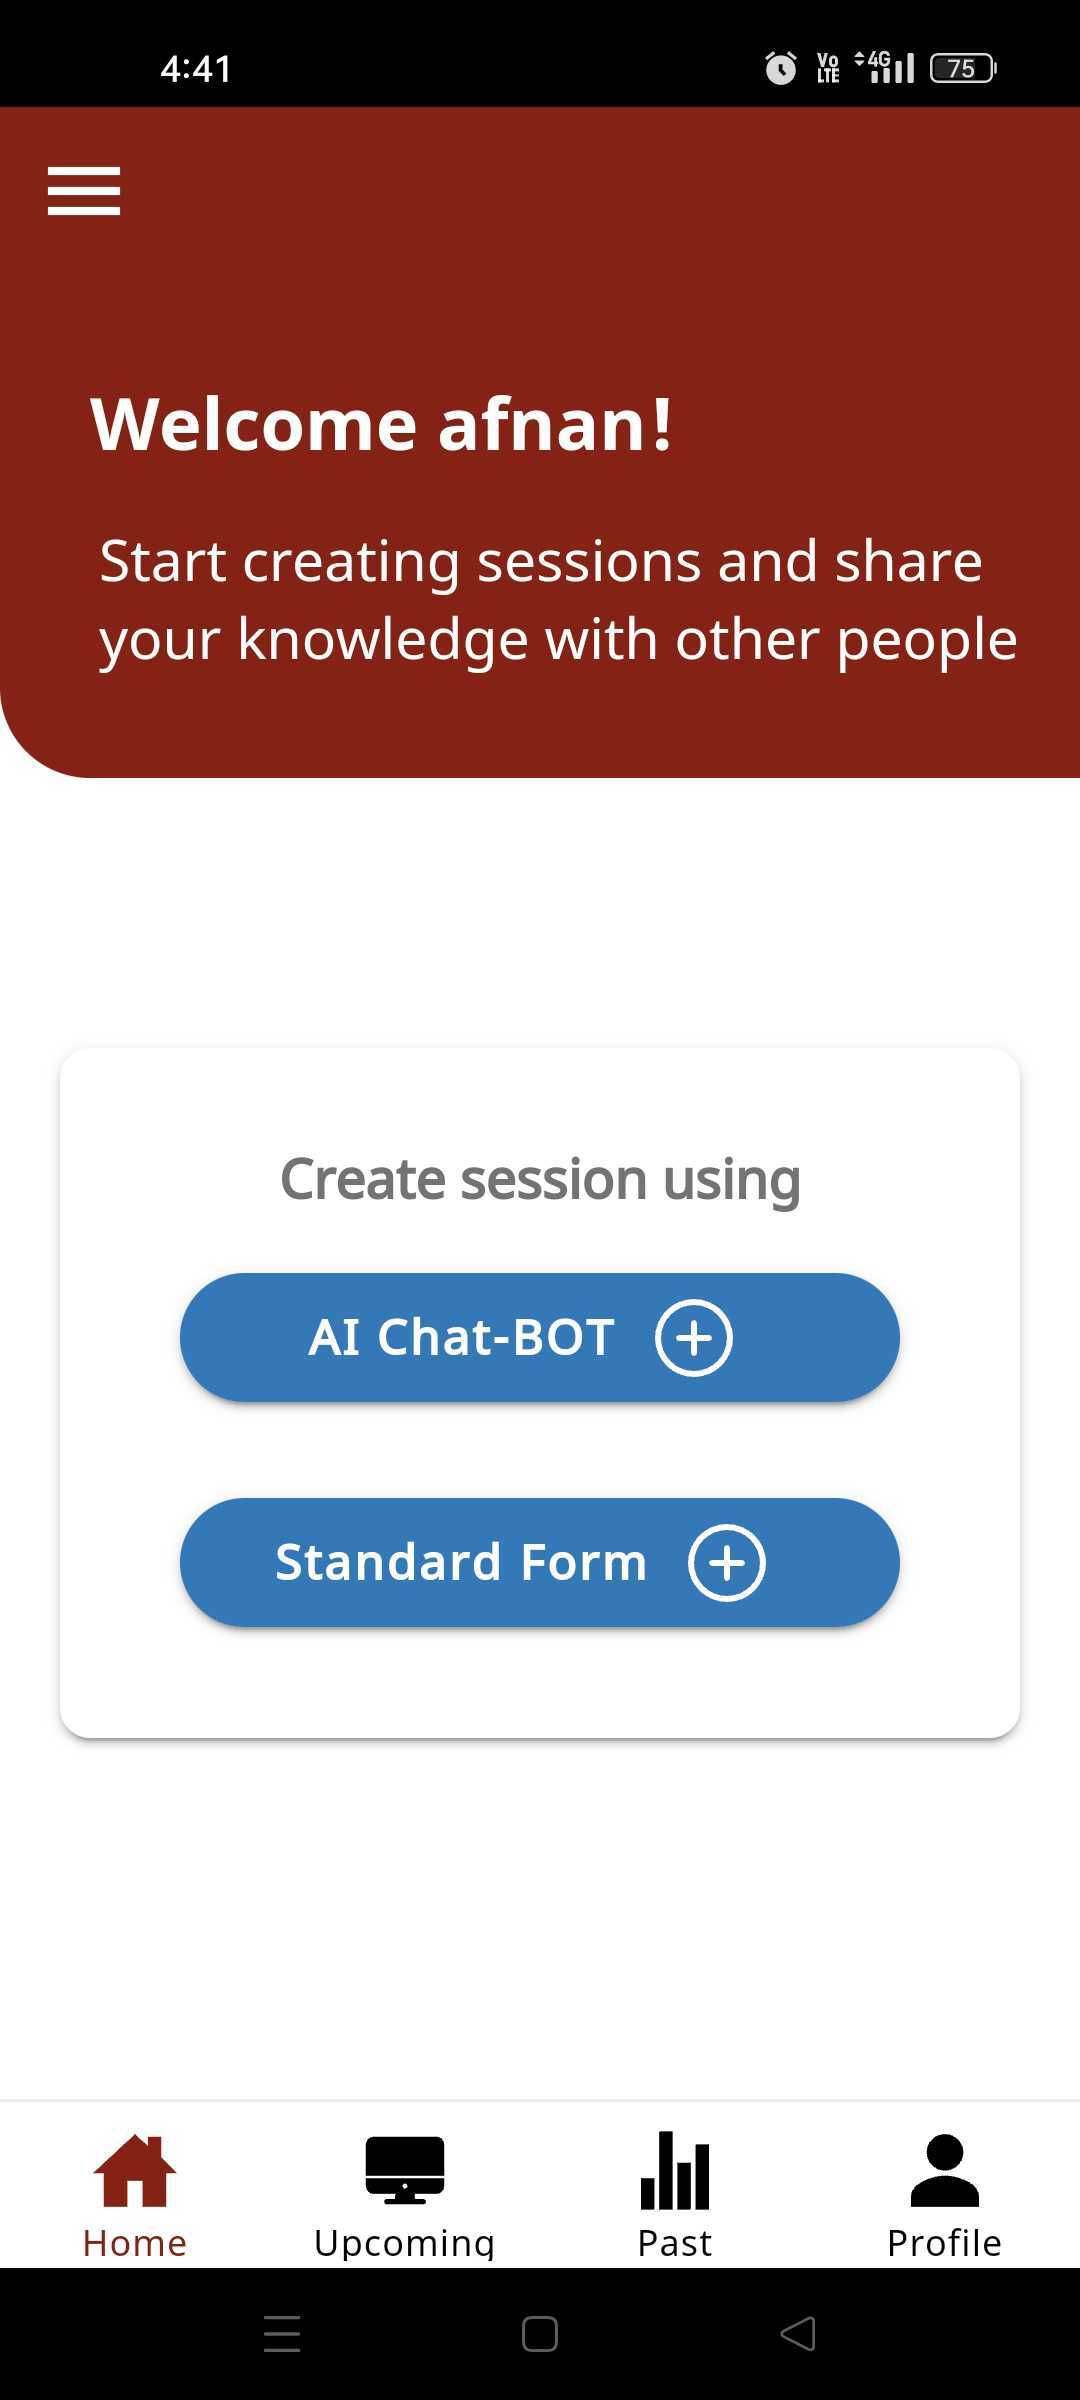 4:41
Vo
LTE
4G
75
Welcome afnan!
Start creating sessions and share
your knowledge with other people
Create session using
AI Chat-BOT
Standard Form
Home
Upcoming
Past
Profile